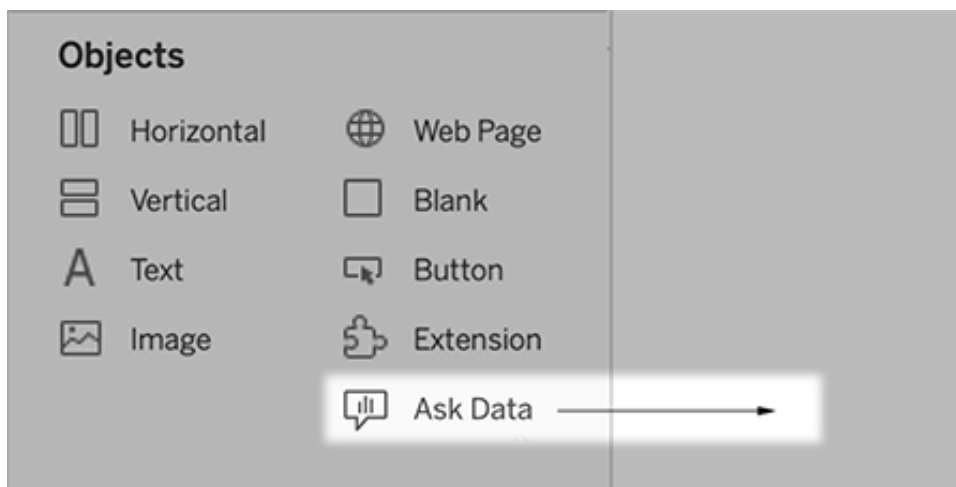 Objects
Horizontal
Web Page
Vertical
Blank
Text
Button
Image
Extension
Ask Data